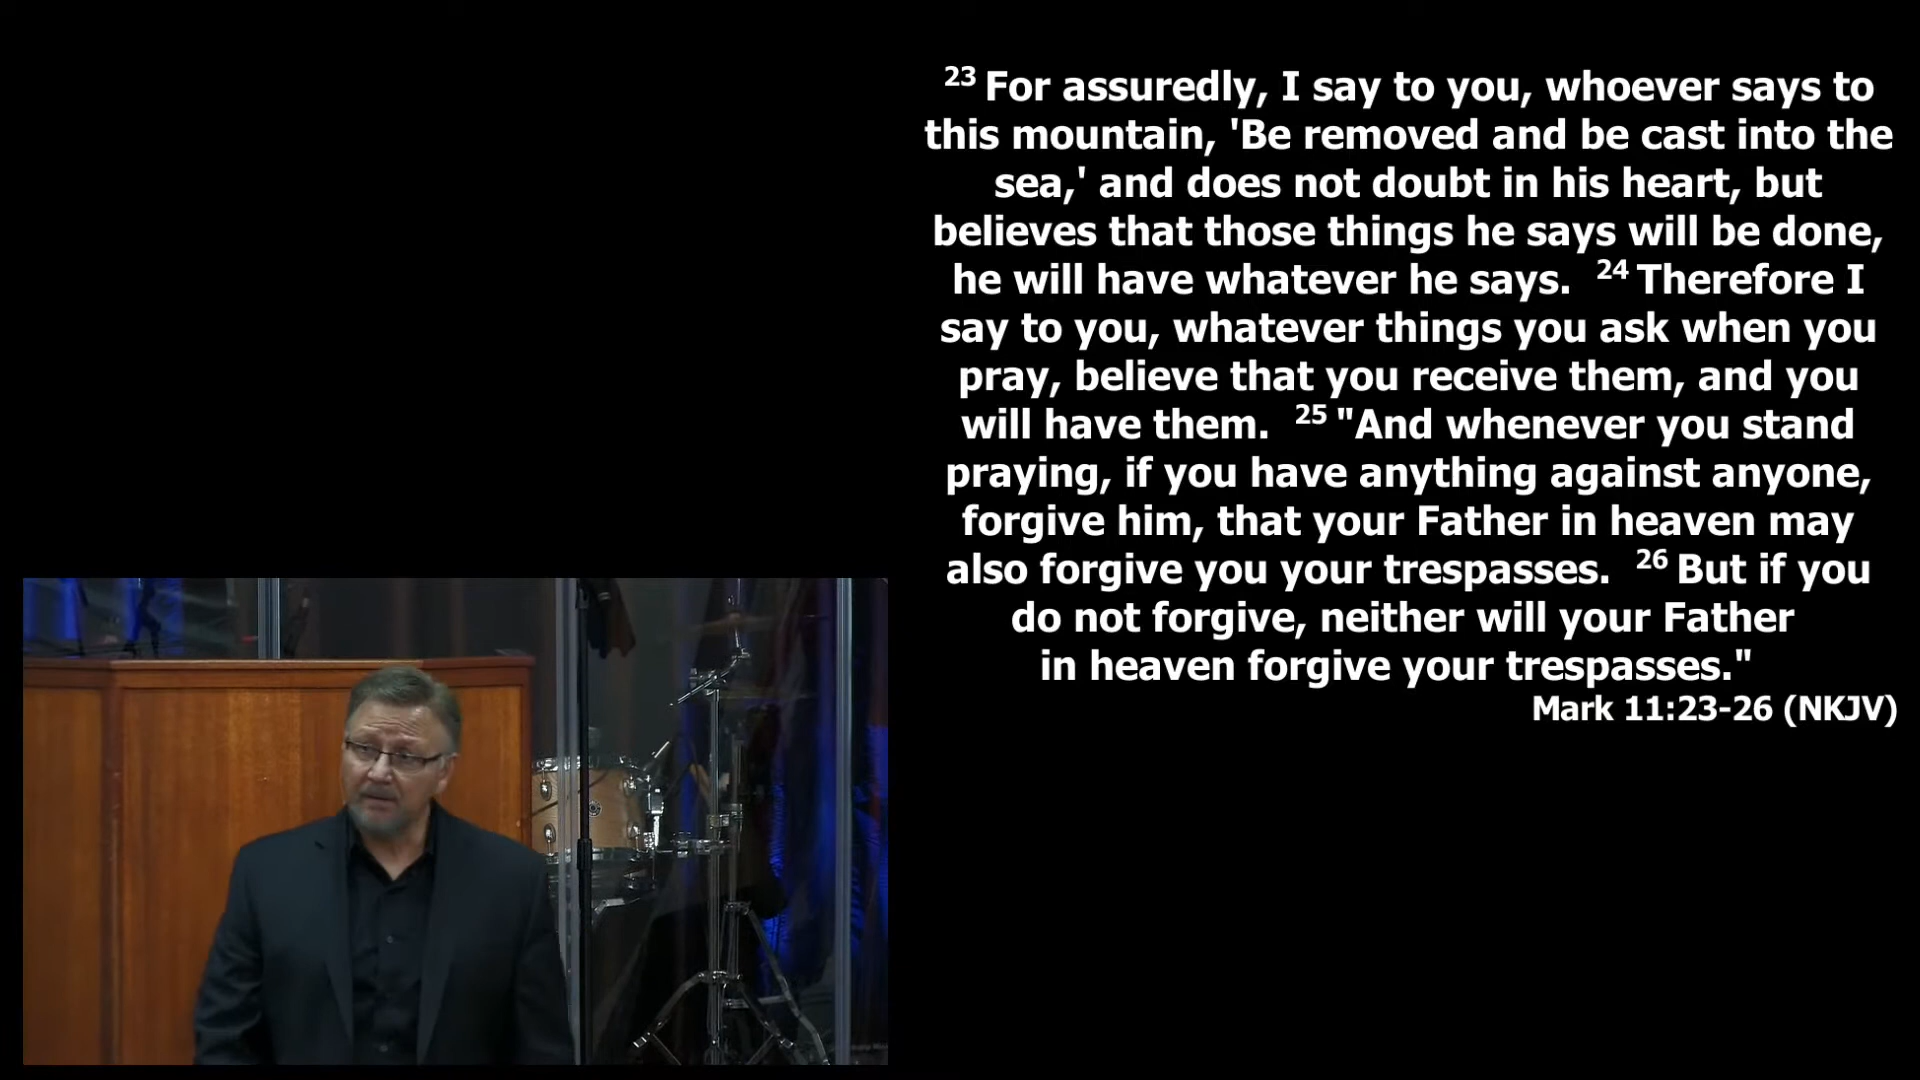 23 For assuredly, I say to you, whoever says to
this mountain, 'Be removed and be cast into the
sea,' and does not doubt in his heart, but
believes that those things he says will be done,
he will have whatever he says. 24 Therefore I
say to you, whatever things you ask when you
pray, believe that you receive them, and you
will have them. 25 "And whenever you stand
praying, if you have anything against anyone,
forgive him, that your Father in heaven may
also forgive you your trespasses. 26 But if you
do not forgive, neither will your Father
in heaven forgive your trespasses."
Mark 11:23-26 (NKJV)